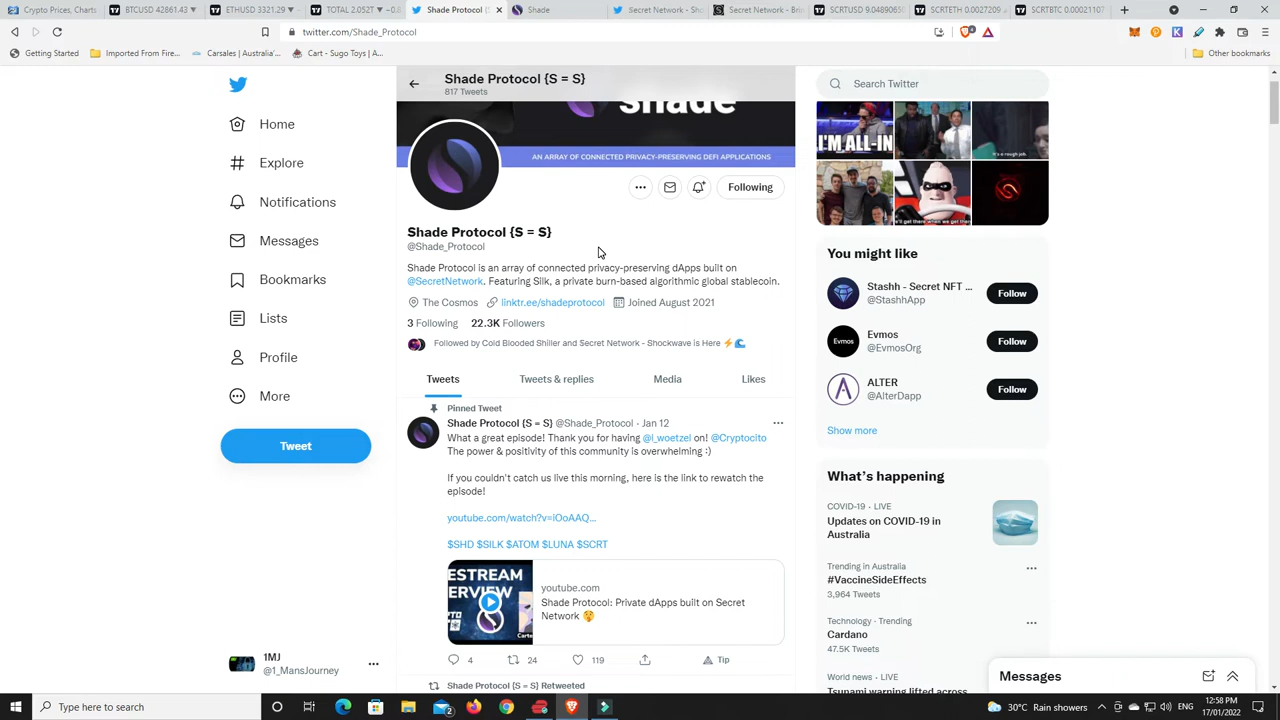 Crypto Prices, Chart
BTCUSD 42861.43
ETHUSD 3321.29
TOTAL 2.052T
Shade Protocol {S
Shade
Secret Network - Sho
Secret Network - Brin
SCRTUSD 9.04890650
SCRTETH 0.0027209
SCRTBTC 0.00021107
twitter.com/Shade_Protocol
Getting Started
Imported From Fire...
Carsales | Australia's...
Cart - Sugo Toys | A...
Other bookmarks
Shade Protocol {S = S}
817 Tweets
Search Twitter
shade
AN ARRAY OF CONNECTED PRIVACY-PRESERVING DEFI APPLICATIONS
I'M ALL-IN
It's a rough job.
Home
Explore
Notifications
Messages
Bookmarks
Lists
Profile
More
Tweet
Following
Shade Protocol {S = S}
@Shade_Protocol
Shade Protocol is an array of connected privacy-preserving dApps built on
@SecretNetwork. Featuring Silk, a private burn-based algorithmic global stablecoin.
The Cosmos linktr.ee/shadeprotocol Joined August 2021
3 Following 22.3K Followers
Followed by Cold Blooded Shiller and Secret Network - Shockwave is Here ⚡🌊
Tweets Tweets & replies Media Likes
Pinned Tweet
Shade Protocol {S = S} @Shade_Protocol · Jan 12
What a great episode! Thank you for having @l_woetzel on! @Cryptocito
The power & positivity of this community is overwhelming :)
If you couldn't catch us live this morning, here is the link to rewatch the
episode!
youtube.com/watch?v=iOoAAQ...
$SHD $SILK $ATOM $LUNA $SCRT
ESTREAM
ERVIEW
Carte
youtube.com
Shade Protocol: Private dApps built on Secret
Network 🤫
4 24 119 Tip
Shade Protocol {S = S} Retweeted
You might like
Stashh - Secret NFT ...
@StashhApp
Follow
Evmos
Evmos
@EvmosOrg
Follow
ALTER
@AlterDapp
Follow
Show more
What's happening
COVID-19 · LIVE
Updates on COVID-19 in
Australia
Trending in Australia
#VaccineSideEffects
3,964 Tweets
Technology · Trending
Cardano
47.5K Tweets
World news · LIVE
Tsunami warning lifted across
Messages
1MJ
@1_MansJourney
Type here to search
30°C Rain showers
ENG
12:58 PM
17/01/2022